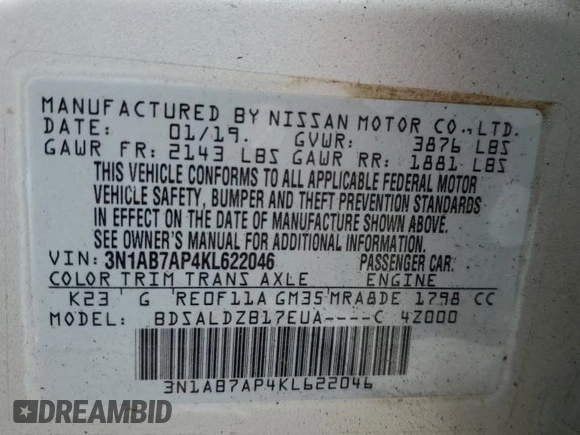 MANUFACTURED BY NISSAN MOTOR CO.,LTD.
DATE: 01/19. GVWR: 3876 LBS
GAWR FR: 2143 LBS GAWR RR: 1881 LBS
THIS VEHICLE CONFORMS TO ALL APPLICABLE FEDERAL MOTOR
VEHICLE SAFETY, BUMPER AND THEFT PREVENTION STANDARDS
IN EFFECT ON THE DATE OF MANUFACTURE SHOWN ABOVE.
SEE OWNER'S MANUAL FOR ADDITIONAL INFORMATION
VIN: 3N1AB7AP4KL622046 PASSENGER CAR.
COLOR TRIM TRANS AXLE ENGINE
K23 G RE0F11A GM35 MRA8DE 1798 CC
MODEL: BDSALDZB17EUA----C 4Z000
3N1AB7AP4KL622046
DREAMBID